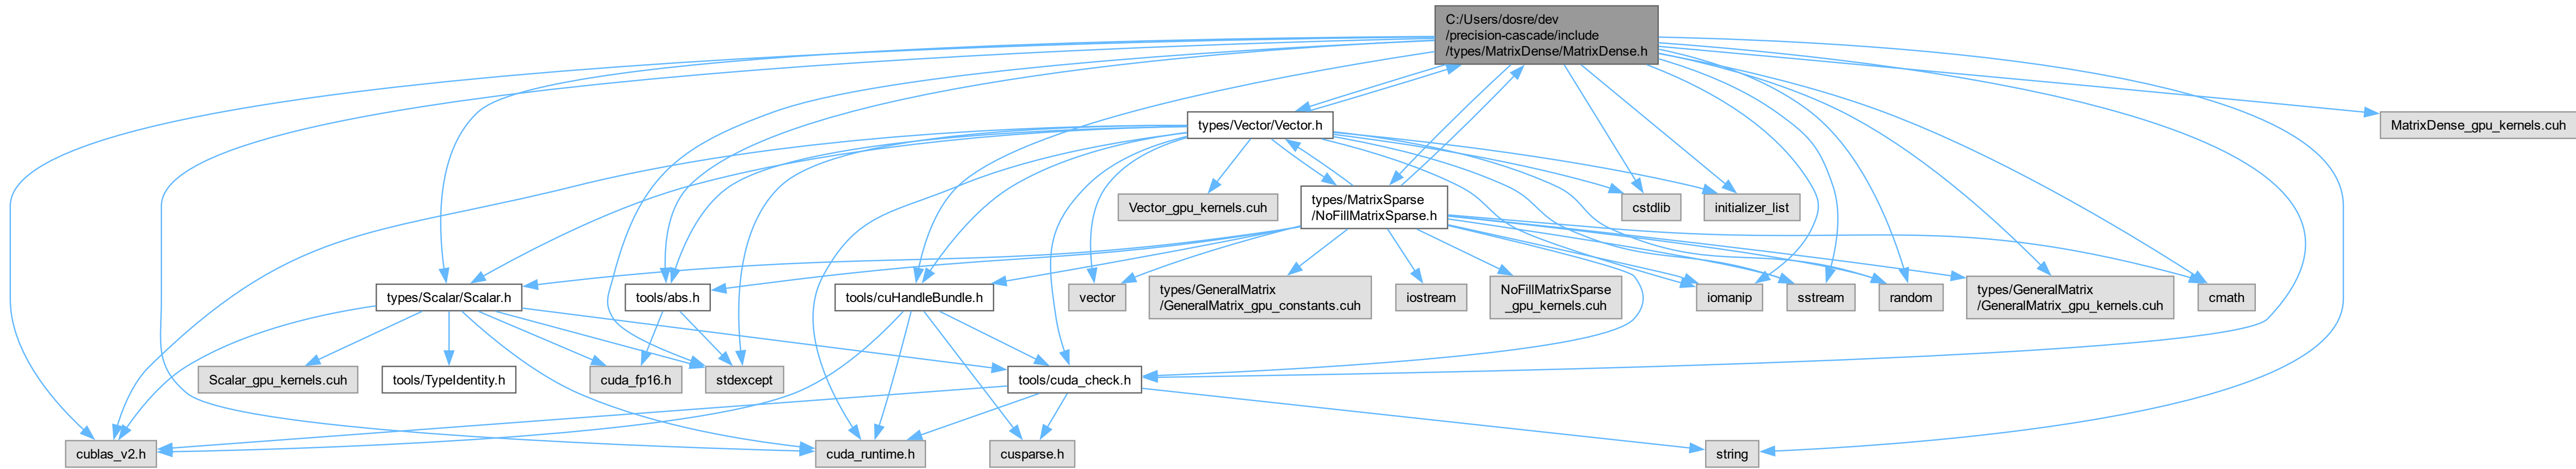 C:/Users/dosre/dev
/precision-cascade/include
/types/MatrixDense/MatrixDense.h
types/Vector/Vector.h
MatrixDense_gpu_kernels.cuh
Vector_gpu_kernels.cuh
types/MatrixSparse
/NoFillMatrixSparse.h
cstdlib
initializer_list
types/Scalar/Scalar.h
tools/abs.h
tools/cuHandleBundle.h
vector
types/GeneralMatrix
/GeneralMatrix_gpu_constants.cuh
iostream
NoFillMatrixSparse
_gpu_kernels.cuh
iomanip
sstream
random
types/GeneralMatrix
/GeneralMatrix_gpu_kernels.cuh
cmath
Scalar_gpu_kernels.cuh
tools/TypeIdentity.h
cuda_fp16.h
stdexcept
tools/cuda_check.h
cublas_v2.h
cuda_runtime.h
cusparse.h
string